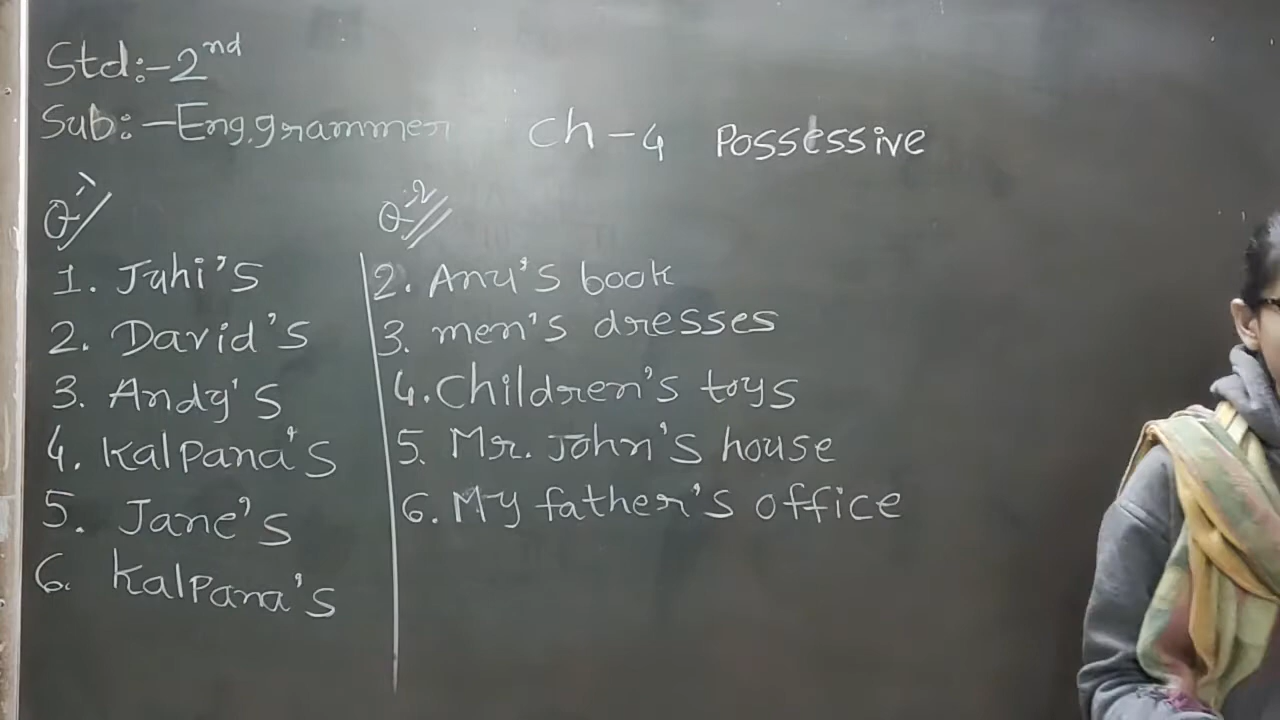 Std:-2nd
Sub:-Eng.grammer
Ch-4 Possessive
Q-1
1. Juhi's
2. David's
3. Andy's
4. Kalpana's
5. Jane's
6. Kalpana's
Q-2
2. Anu's book
3. men's dresses
4. Children's toys
5. Mr. John's house
6. My father's office